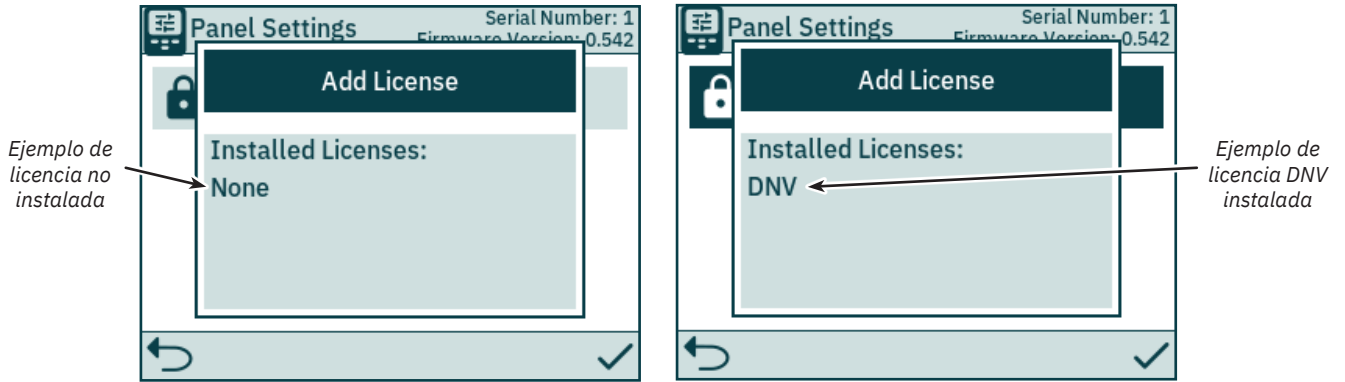 Panel Settings
Serial Number: 1
Firmware Version: 0.542
Add License
Installed Licenses:
None
Ejemplo de
licencia no
instalada
Panel Settings
Serial Number: 1
Firmware Version: 0.542
Add License
Installed Licenses:
DNV
Ejemplo de
licencia DNV
instalada